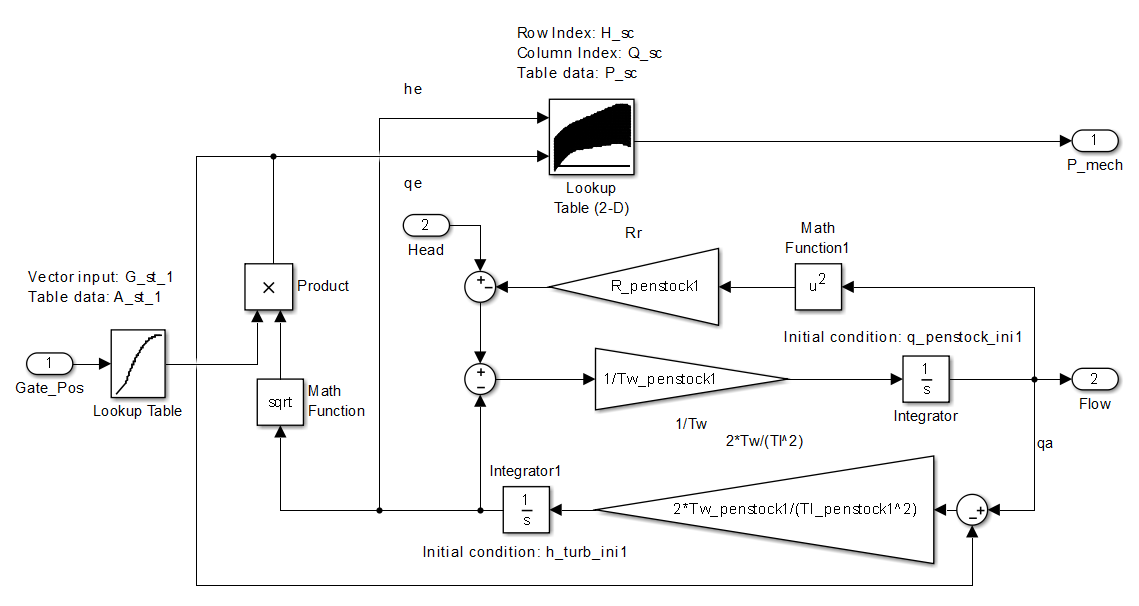 Row Index: H_sc
Column Index: Q_sc
Table data: P_sc
he
1
P_mech
qe
Lookup
Table (2-D)
2
Head
Rr
Math
Function1
Vector input: G_st_1
Table data: A_st_1
×
Product
+
−
R_penstock1
u²
Initial condition: q_penstock_ini1
1
Gate_Pos
Lookup Table
+
−
1/Tw_penstock1
1
s
Integrator
2
Flow
sqrt
Math
Function
1/Tw
2*Tw/(Tl^2)
qa
Integrator1
1
s
2*Tw_penstock1/(Tl_penstock1^2)
−
+
Initial condition: h_turb_ini1